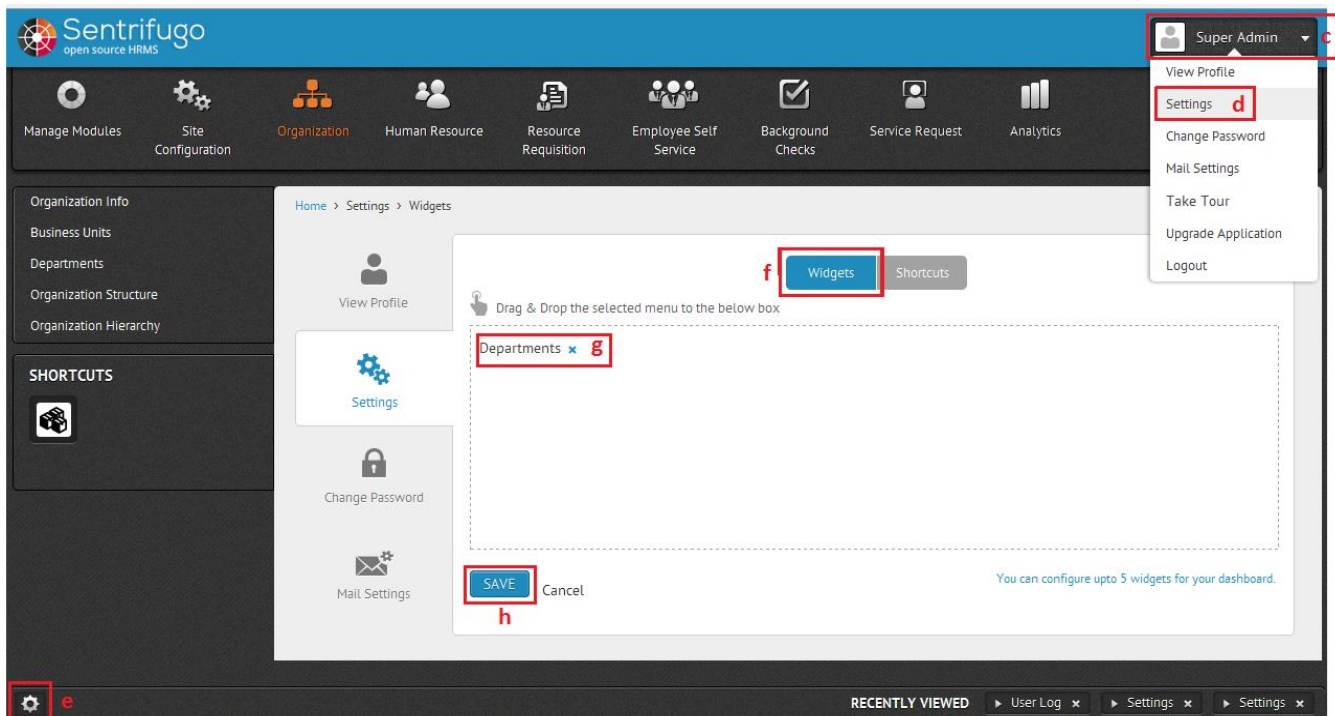 Sentrifugo
open source HRMS
Super Admin c
View Profile
Settings d
Change Password
Mail Settings
Take Tour
Upgrade Application
Logout
Manage Modules
Site
Configuration
Organization
Human Resource
Resource
Requisition
Employee Self
Service
Background
Checks
Service Request
Analytics
Organization Info
Business Units
Departments
Organization Structure
Organization Hierarchy
SHORTCUTS
Home > Settings > Widgets
View Profile
Settings
Change Password
Mail Settings
f Widgets Shortcuts
Drag & Drop the selected menu to the below box
Departments × g
SAVE Cancel
h
You can configure upto 5 widgets for your dashboard.
e
RECENTLY VIEWED User Log × Settings × Settings ×